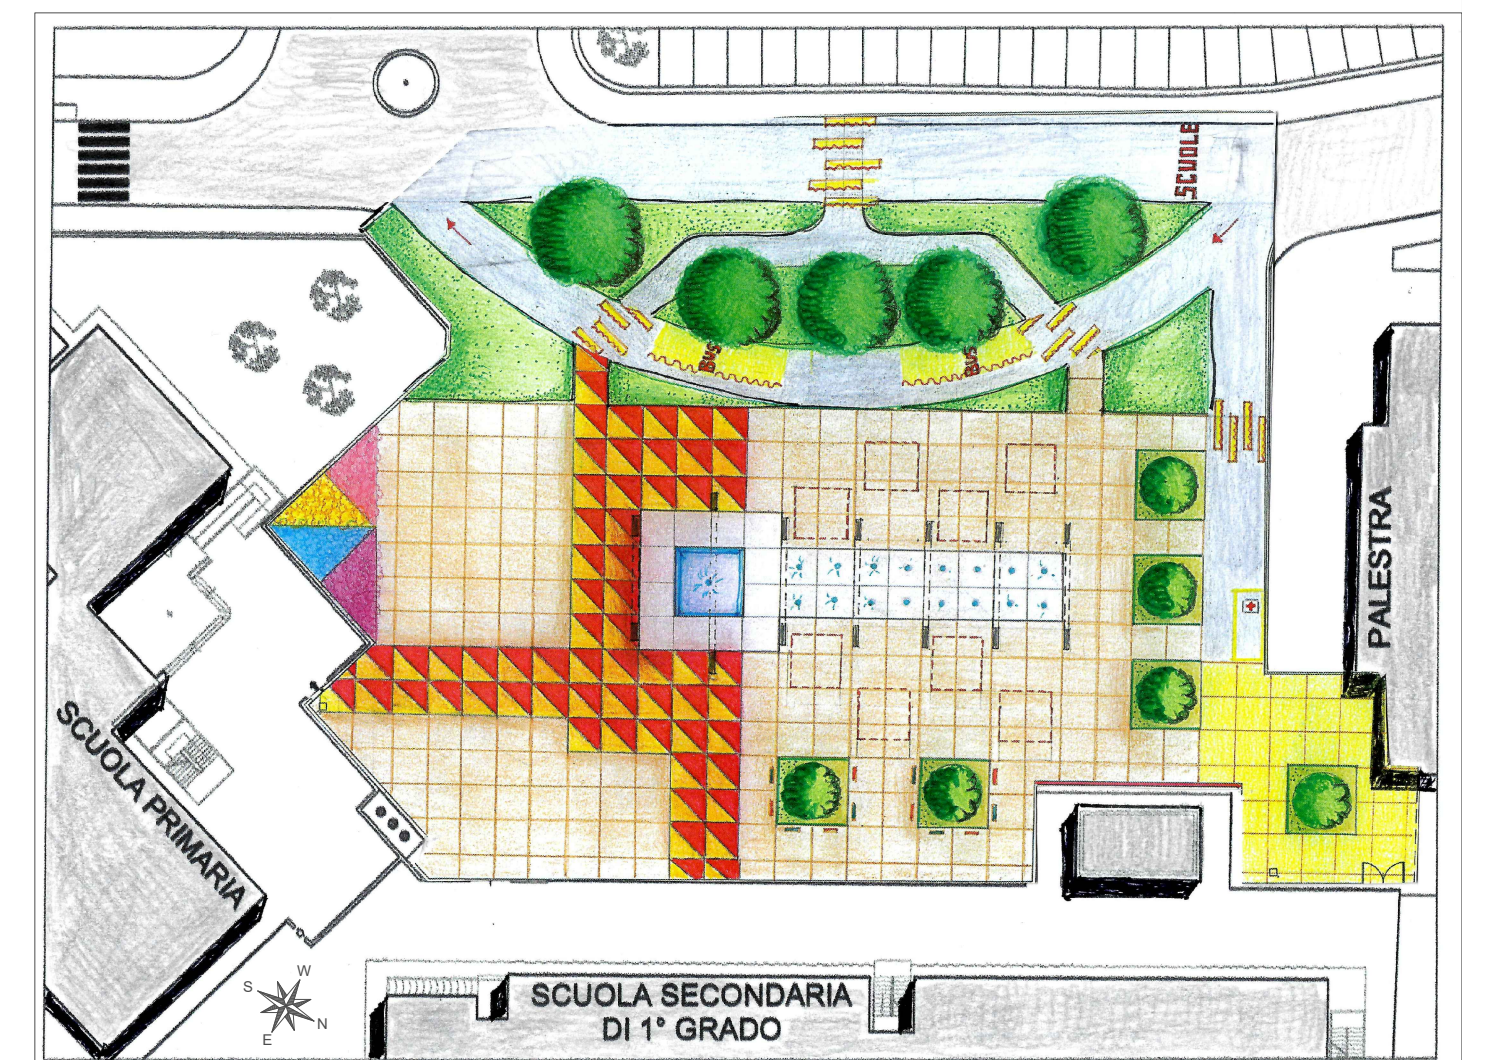 SCUOLE
BUS
BUS
PALESTRA
SCUOLA PRIMARIA
W
S
N
E
SCUOLA SECONDARIA
DI 1° GRADO